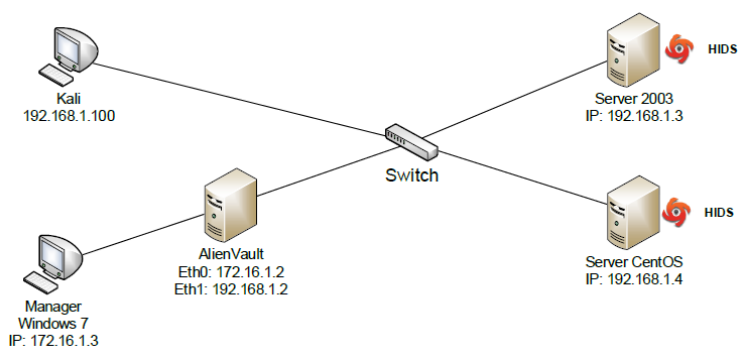 Kali
192.168.1.100
Switch
Server 2003
IP: 192.168.1.3
HIDS
AlienVault
Eth0: 172.16.1.2
Eth1: 192.168.1.2
Manager
Windows 7
IP: 172.16.1.3
Server CentOS
IP: 192.168.1.4
HIDS